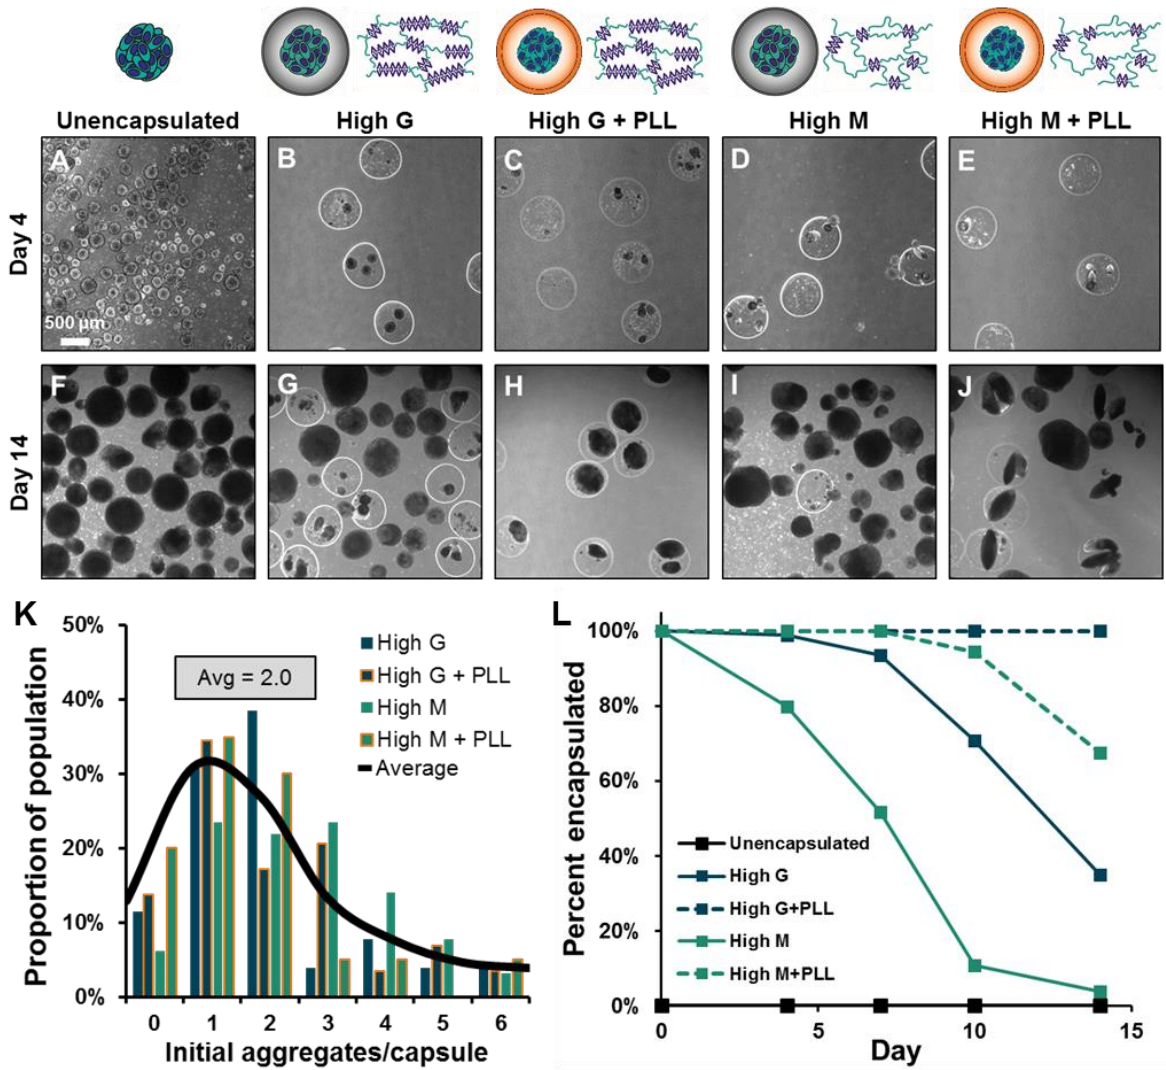 Unencapsulated
High G
High G + PLL
High M
High M + PLL
Day 4
A
500 µm
B
C
D
E
Day 14
F
G
H
I
J
K
Proportion of population
50%
40%
30%
20%
10%
0%
Avg = 2.0
High G
High G + PLL
High M
High M + PLL
Average
0 1 2 3 4 5 6
Initial aggregates/capsule
L
Percent encapsulated
100%
80%
60%
40%
20%
0%
Unencapsulated
High G
High G+PLL
High M
High M+PLL
0 5 10 15
Day